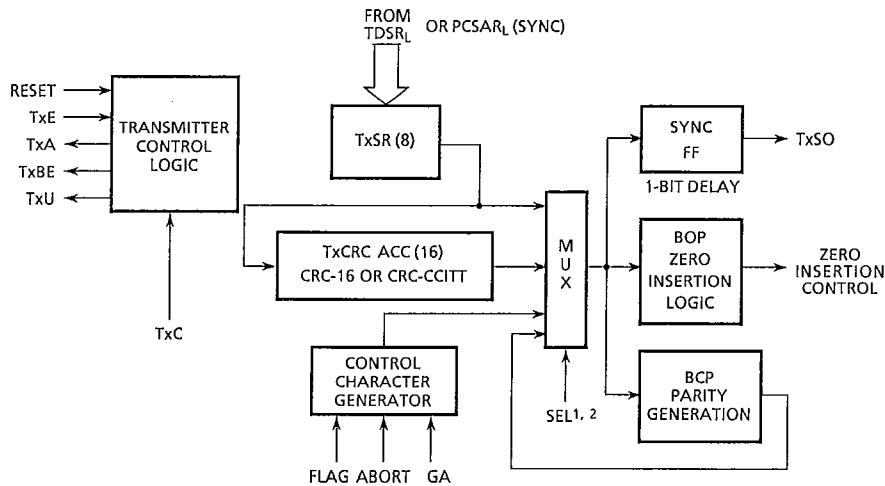 FROM
TDSRL OR PCSARL (SYNC)
RESET
TxE
TxA
TxBE
TxU
TRANSMITTER
CONTROL
LOGIC
TxSR (8)
SYNC
FF
TxSO
1-BIT DELAY
TxCRC ACC (16)
CRC-16 OR CRC-CCITT
M
U
X
BOP
ZERO
INSERTION
LOGIC
ZERO
INSERTION
CONTROL
TxC
CONTROL
CHARACTER
GENERATOR
SEL1, 2
BCP
PARITY
GENERATION
FLAG ABORT GA